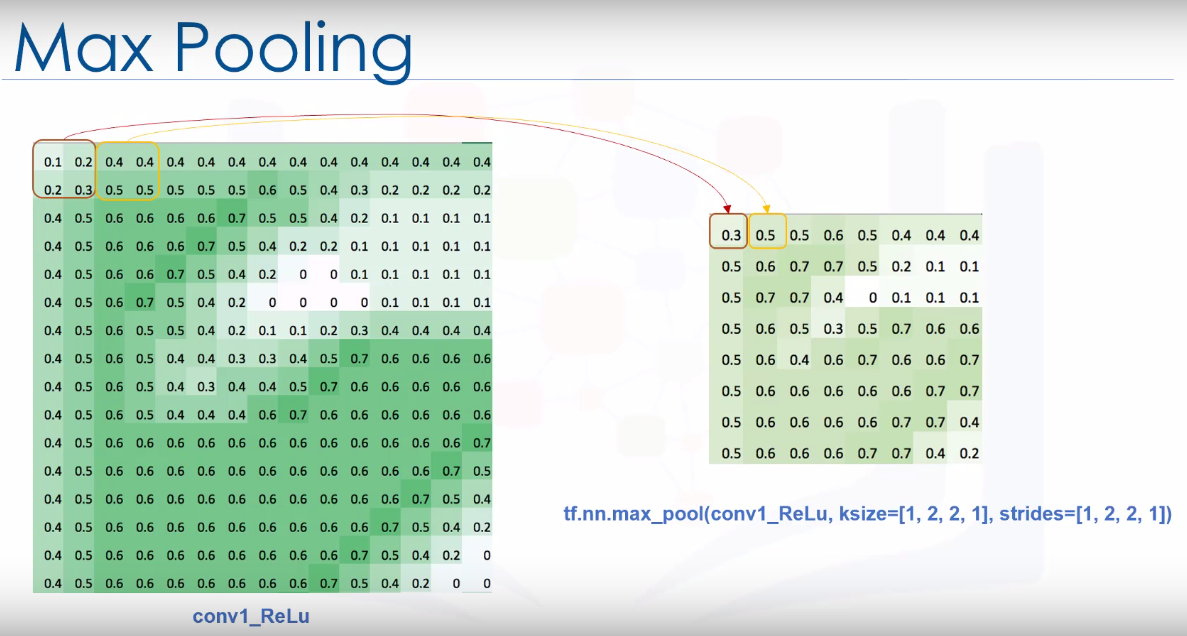 Max Pooling
0.1 0.2 0.4 0.4 0.4 0.4 0.4 0.4 0.4 0.4 0.4 0.4 0.4 0.4 0.4
0.2 0.3 0.5 0.5 0.5 0.5 0.5 0.6 0.5 0.4 0.3 0.2 0.2 0.2 0.2
0.4 0.5 0.6 0.6 0.6 0.6 0.7 0.5 0.5 0.4 0.2 0.1 0.1 0.1 0.1
0.4 0.5 0.6 0.6 0.6 0.7 0.5 0.4 0.2 0.2 0.1 0.1 0.1 0.1 0.1
0.4 0.5 0.6 0.6 0.7 0.5 0.4 0.2 0 0 0.1 0.1 0.1 0.1 0.1
0.4 0.5 0.6 0.7 0.5 0.4 0.2 0 0 0 0 0.1 0.1 0.1 0.1
0.4 0.5 0.6 0.5 0.5 0.4 0.2 0.1 0.1 0.2 0.3 0.4 0.4 0.4 0.4
0.4 0.5 0.6 0.5 0.4 0.4 0.3 0.3 0.4 0.5 0.7 0.6 0.6 0.6 0.6
0.4 0.5 0.6 0.5 0.4 0.3 0.4 0.4 0.5 0.7 0.6 0.6 0.6 0.6 0.6
0.4 0.5 0.6 0.5 0.4 0.4 0.4 0.6 0.7 0.6 0.6 0.6 0.6 0.6 0.6
0.4 0.5 0.6 0.6 0.6 0.6 0.6 0.6 0.6 0.6 0.6 0.6 0.6 0.6 0.7
0.4 0.5 0.6 0.6 0.6 0.6 0.6 0.6 0.6 0.6 0.6 0.6 0.6 0.7 0.5
0.4 0.5 0.6 0.6 0.6 0.6 0.6 0.6 0.6 0.6 0.6 0.6 0.7 0.5 0.4
0.4 0.5 0.6 0.6 0.6 0.6 0.6 0.6 0.6 0.6 0.6 0.7 0.5 0.4 0.2
0.4 0.5 0.6 0.6 0.6 0.6 0.6 0.6 0.6 0.6 0.7 0.5 0.4 0.2 0
0.4 0.5 0.6 0.6 0.6 0.6 0.6 0.6 0.6 0.7 0.5 0.4 0.2 0 0
conv1_ReLu
0.3 0.5 0.5 0.6 0.5 0.4 0.4 0.4
0.5 0.6 0.7 0.7 0.5 0.2 0.1 0.1
0.5 0.7 0.7 0.4 0 0.1 0.1 0.1
0.5 0.6 0.5 0.3 0.5 0.7 0.6 0.6
0.5 0.6 0.4 0.6 0.7 0.6 0.6 0.7
0.5 0.6 0.6 0.6 0.6 0.6 0.7 0.7
0.5 0.6 0.6 0.6 0.6 0.7 0.7 0.4
0.5 0.6 0.6 0.6 0.7 0.7 0.4 0.2
tf.nn.max_pool(conv1_ReLu, ksize=[1, 2, 2, 1], strides=[1, 2, 2, 1])